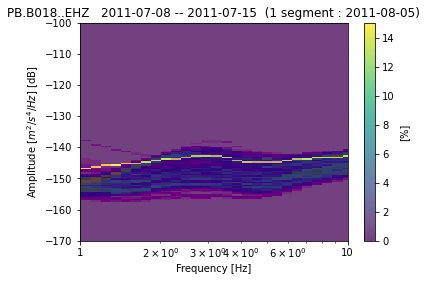 PB.B018..EHZ   2011-07-08 -- 2011-07-15  (1 segment : 2011-08-05)
Amplitude [m²/s⁴/Hz] [dB]
−100
−110
−120
−130
−140
−150
−160
−170
1
2 × 10⁰
3 × 10⁰
4 × 10⁰
6 × 10⁰
10
Frequency [Hz]
14
12
10
8
6
4
2
0
[%]